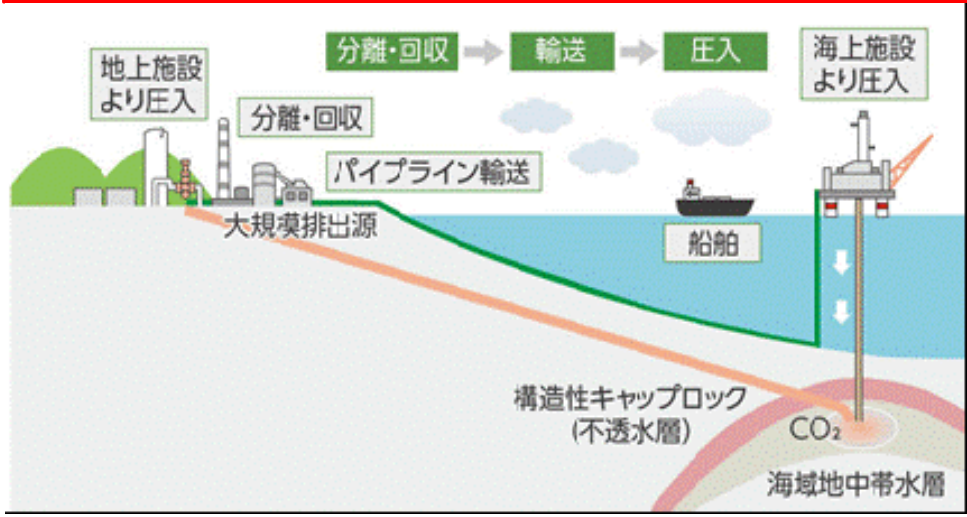 分離・回収
輸送
圧入
地上施設
より圧入
海上施設
より圧入
分離・回収
パイプライン輸送
大規模排出源
船舶
構造性キャップロック
(不透水層)
CO₂
海域地中帯水層